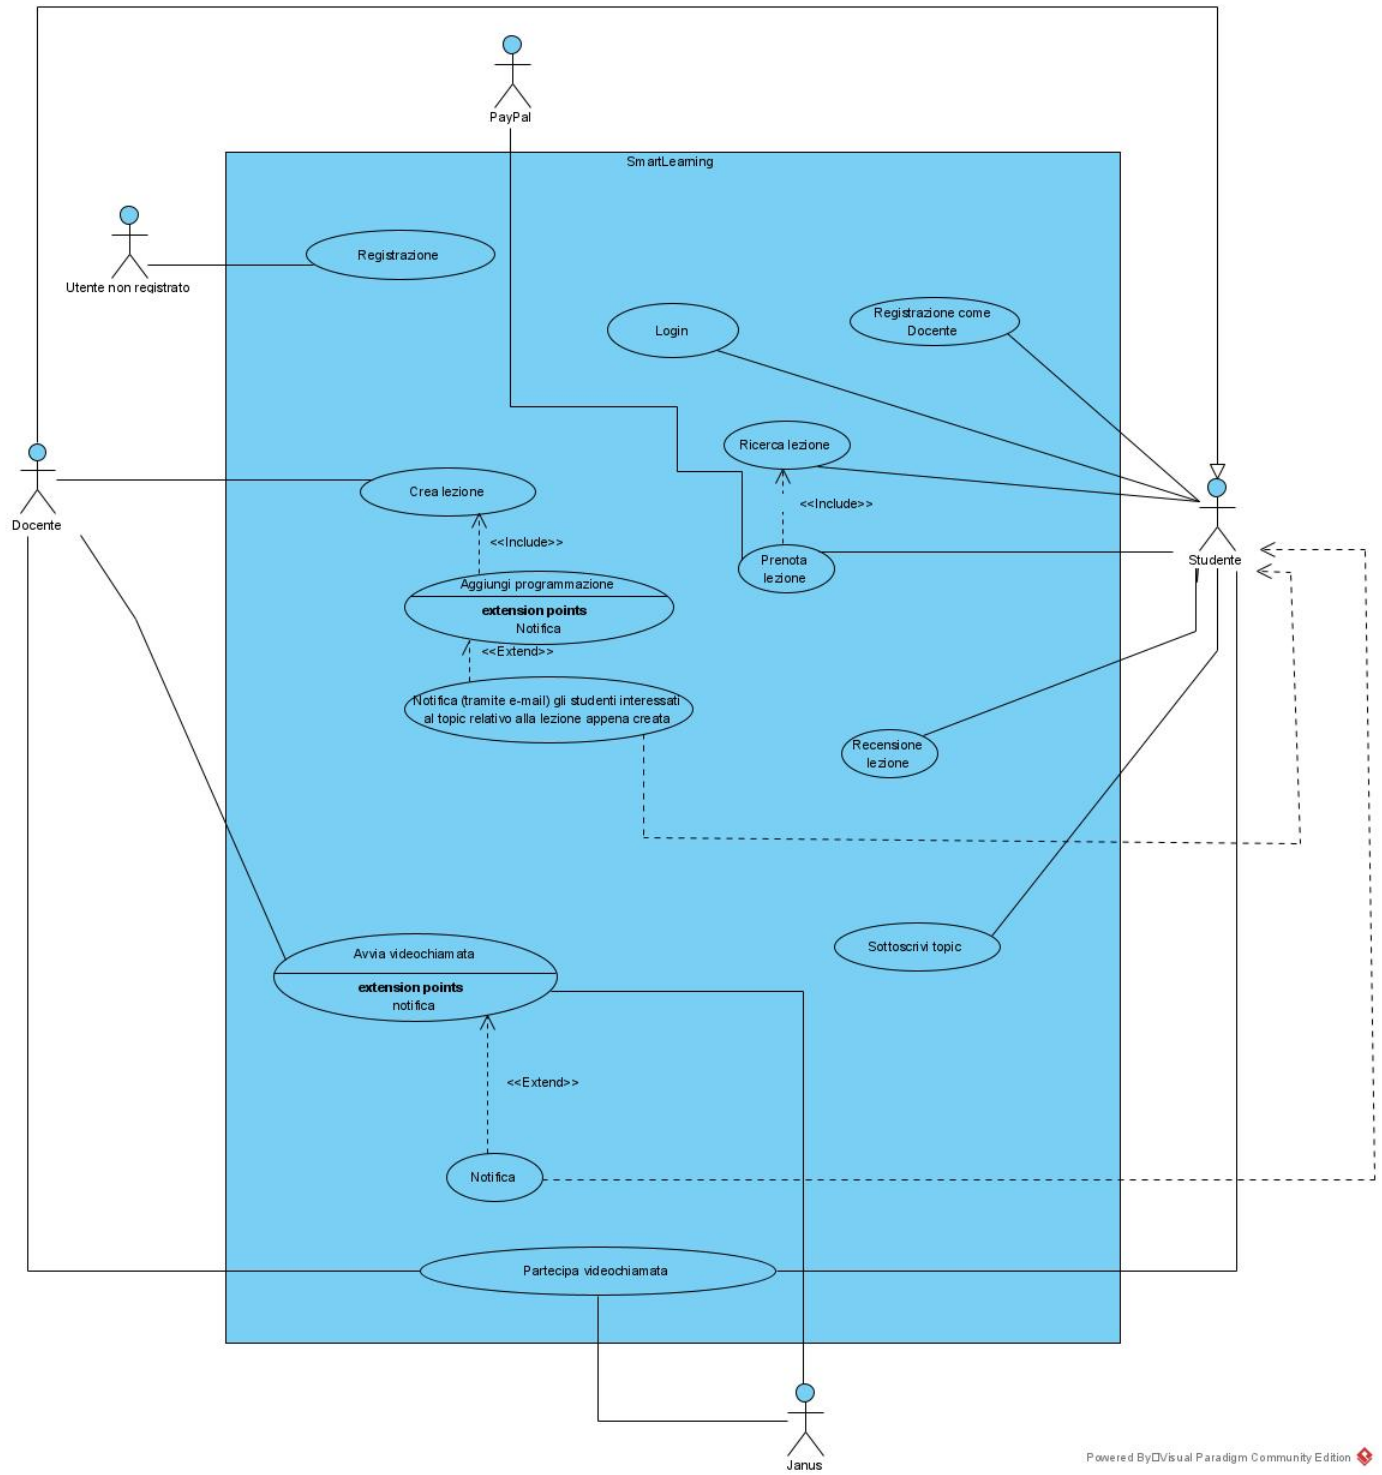 PayPal
SmartLearning
Utente non registrato
Registrazione
Login
Registrazione come
Docente
Ricerca lezione
<<Include>>
Docente
Crea lezione
<<Include>>
Prenota
lezione
Studente
Aggiungi programmazione
extension points
Notifica
<<Extend>>
Notifica (tramite e-mail) gli studenti interessati
al topic relativo alla lezione appena creata
Recensione
lezione
Avvia videochiamata
extension points
notifica
Sottoscrivi topic
<<Extend>>
Notifica
Partecipa videochiamata
Janus
Powered By□Visual Paradigm Community Edition